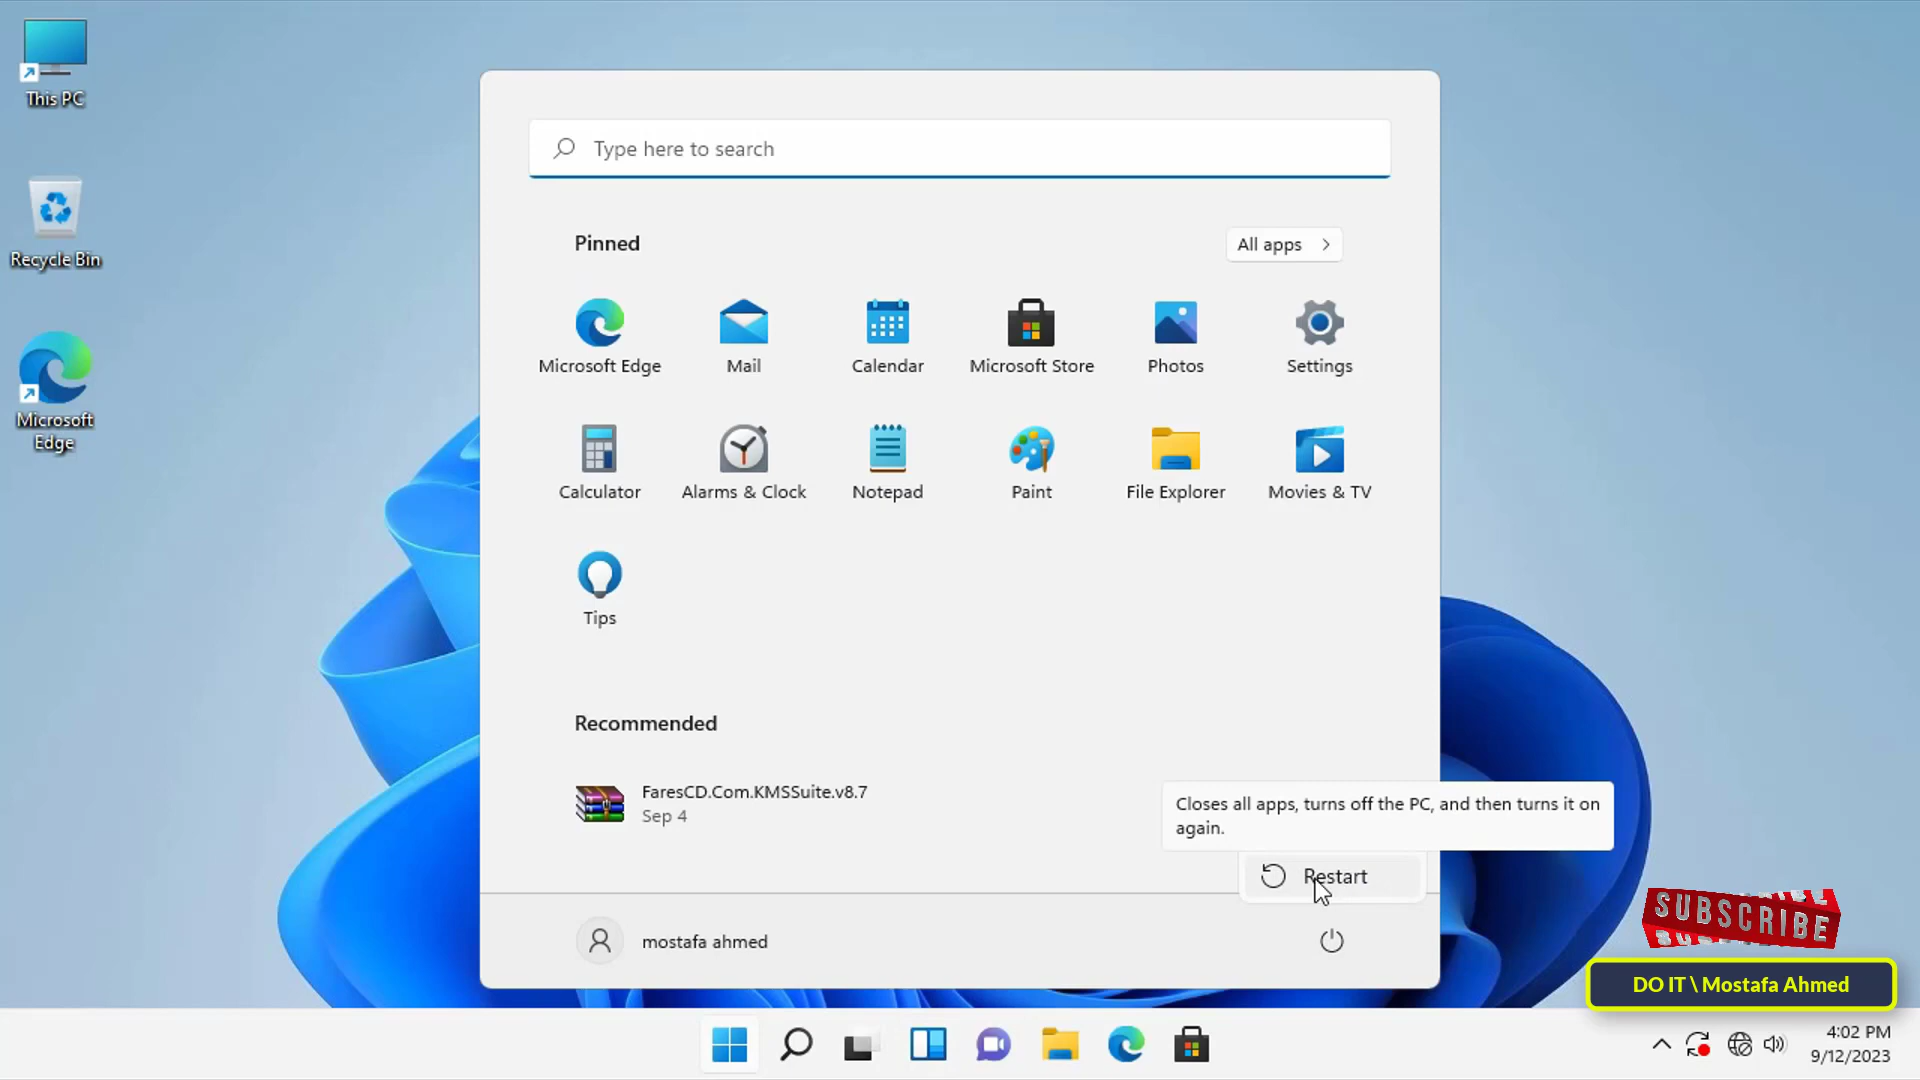 This PC
Recycle Bin
Microsoft
Edge
Type here to search
Pinned
All apps
Microsoft Edge
Mail
Calendar
Microsoft Store
Photos
Settings
Calculator
Alarms & Clock
Notepad
Paint
File Explorer
Movies & TV
Tips
Recommended
FaresCD.Com.KMSSuite.v8.7
Sep 4
Closes all apps, turns off the PC, and then turns it on
again.
Restart
mostafa ahmed
SUBSCRIBE
DO IT \ Mostafa Ahmed
4:02 PM
9/12/2023